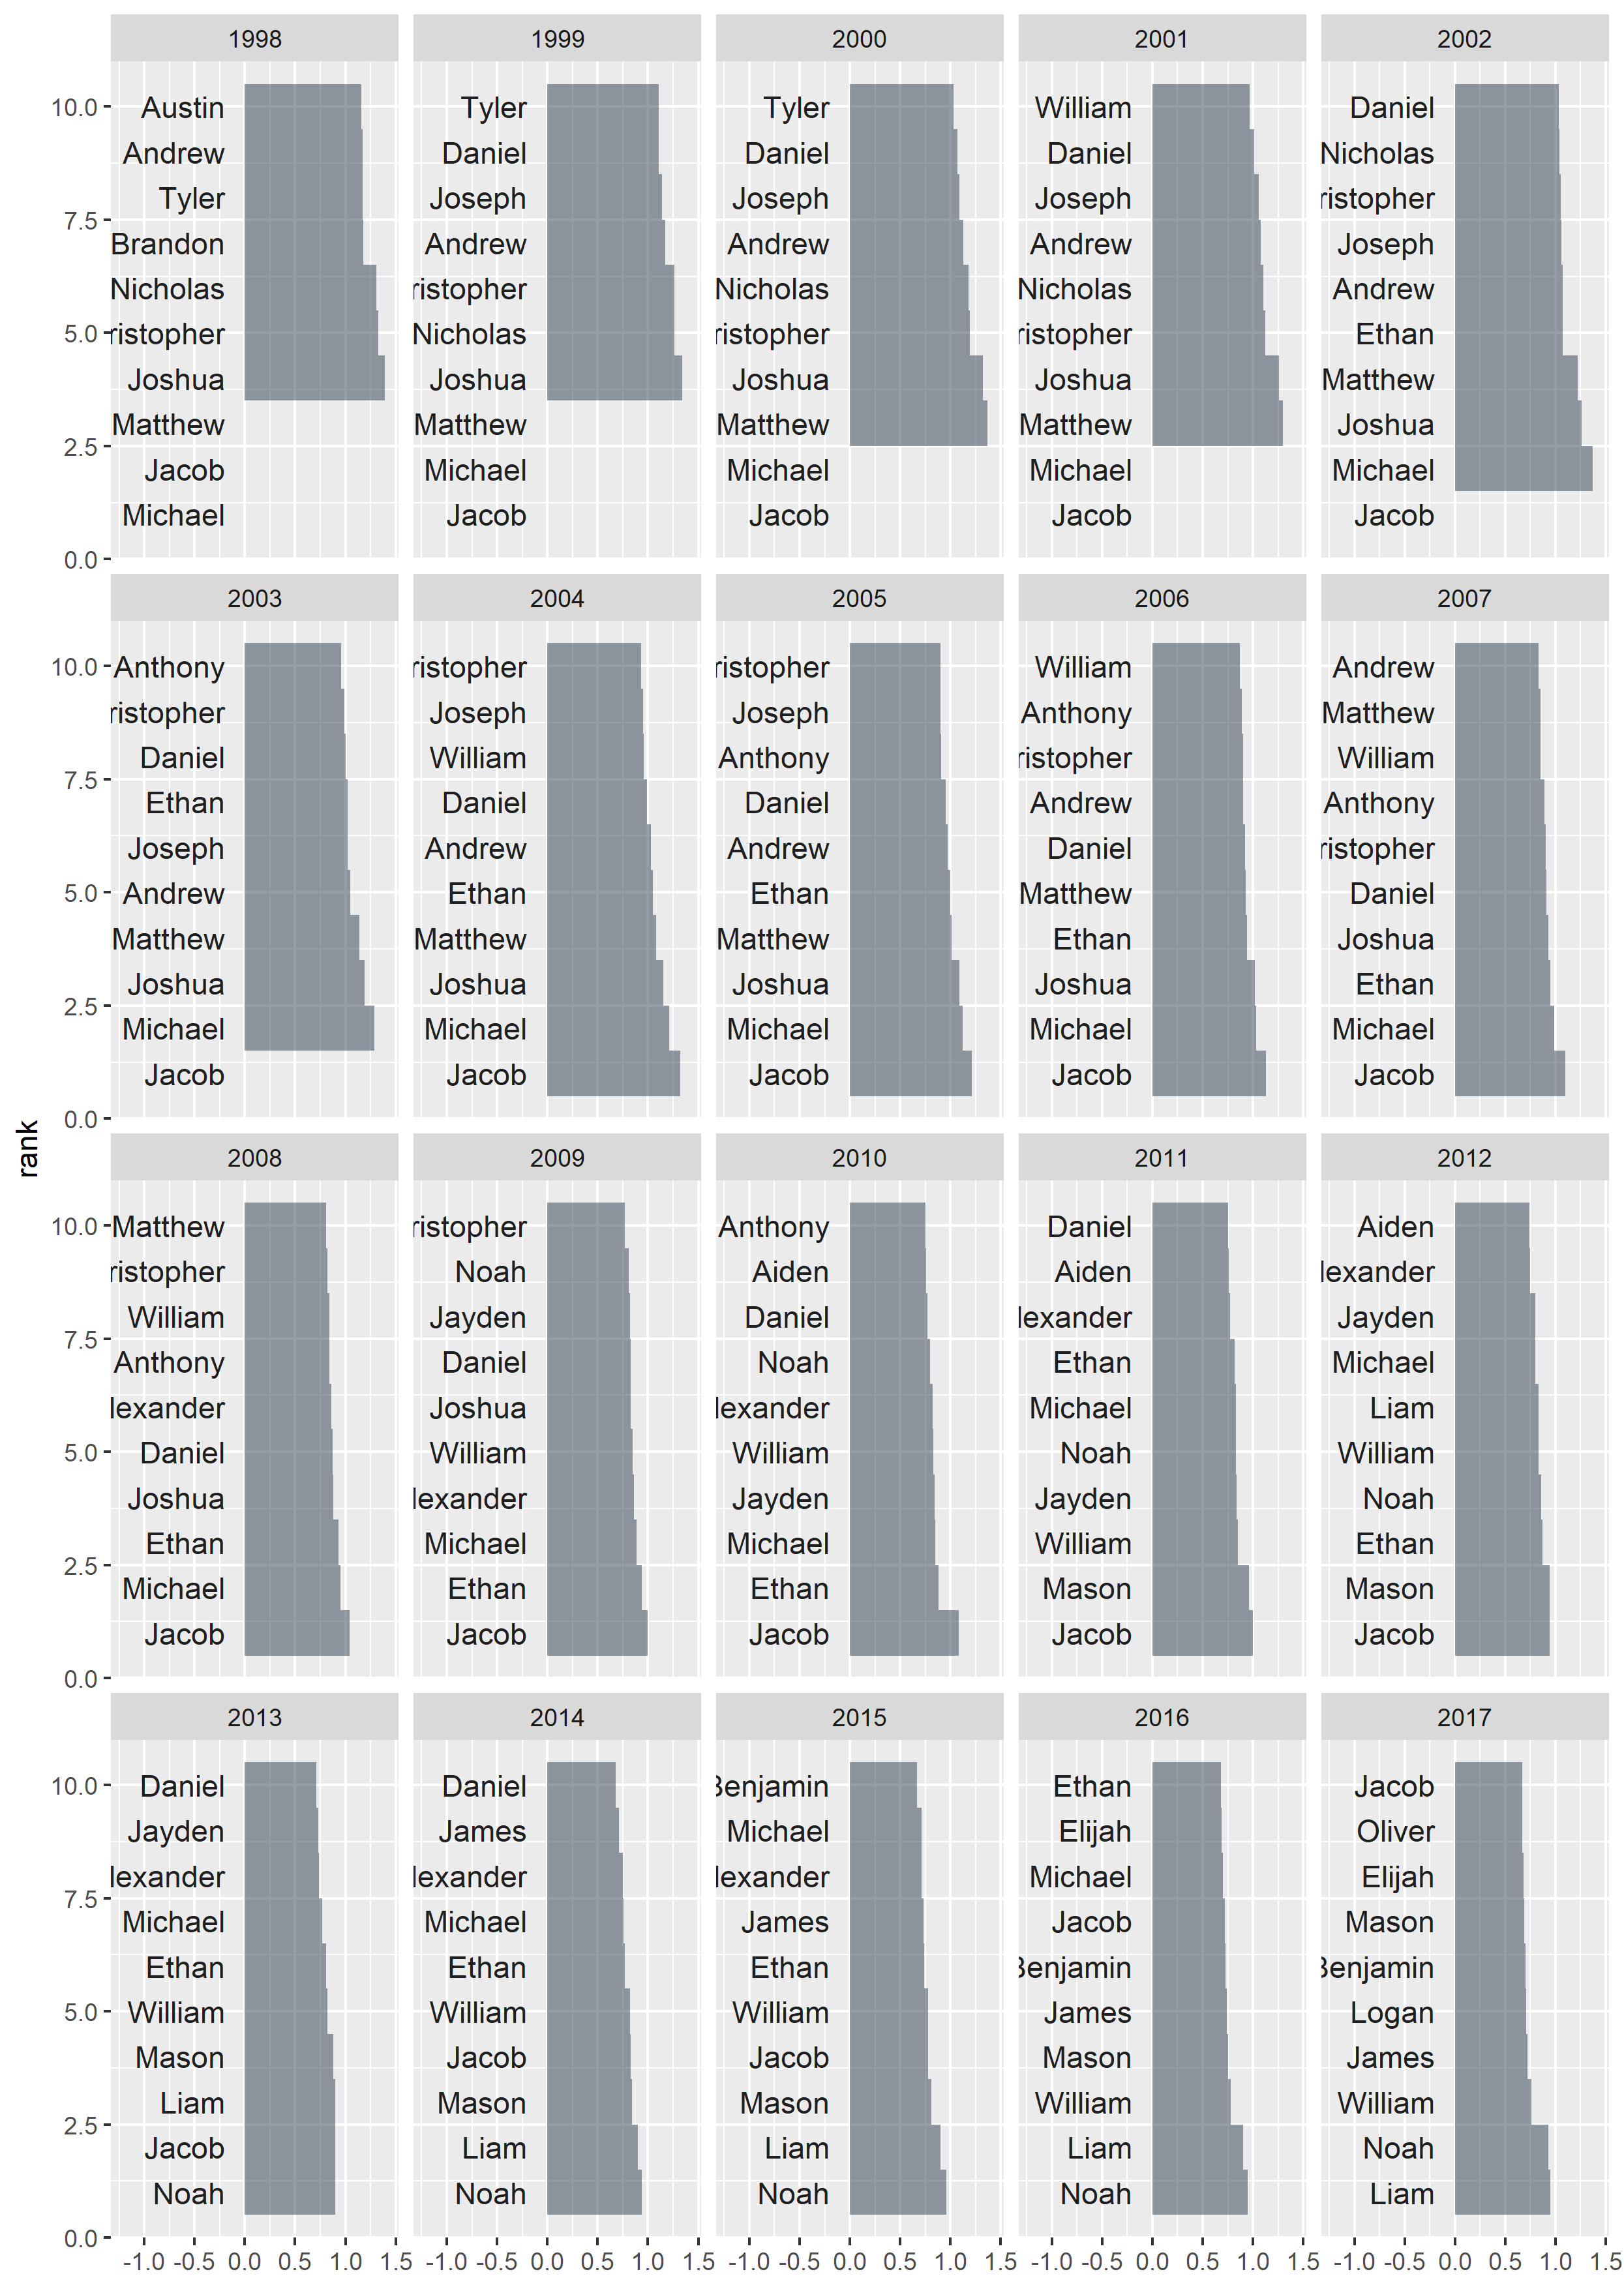 1998 1999 2000 2001 2002
10.0 Austin Tyler Tyler William Daniel
Andrew Daniel Daniel Daniel Nicholas
Tyler Joseph Joseph Joseph ristopher
7.5
Brandon Andrew Andrew Andrew Joseph
Nicholas ristopher Nicholas Nicholas Andrew
5.0 ristopher Nicholas ristopher ristopher Ethan
Joshua Joshua Joshua Joshua Matthew
Matthew Matthew Matthew Matthew Joshua
2.5
Jacob Michael Michael Michael Michael
Michael Jacob Jacob Jacob Jacob
0.0
2003 2004 2005 2006 2007
10.0 Anthony ristopher ristopher William Andrew
ristopher Joseph Joseph Anthony Matthew
Daniel William Anthony ristopher William
7.5
Ethan Daniel Daniel Andrew Anthony
Joseph Andrew Andrew Daniel ristopher
5.0 Andrew Ethan Ethan Matthew Daniel
Matthew Matthew Matthew Ethan Joshua
Joshua Joshua Joshua Joshua Ethan
2.5
Michael Michael Michael Michael Michael
Jacob Jacob Jacob Jacob Jacob
0.0
rank
2008 2009 2010 2011 2012
10.0 Matthew ristopher Anthony Daniel Aiden
ristopher Noah Aiden Aiden lexander
William Jayden Daniel lexander Jayden
7.5
Anthony Daniel Noah Ethan Michael
lexander Joshua lexander Michael Liam
5.0 Daniel William William Noah William
Joshua lexander Jayden Jayden Noah
Ethan Michael Michael William Ethan
2.5
Michael Ethan Ethan Mason Mason
Jacob Jacob Jacob Jacob Jacob
0.0
2013 2014 2015 2016 2017
10.0 Daniel Daniel Benjamin Ethan Jacob
Jayden James Michael Elijah Oliver
lexander lexander lexander Michael Elijah
7.5
Michael Michael James Jacob Mason
Ethan Ethan Ethan Benjamin Benjamin
5.0 William William William James Logan
Mason Jacob Jacob Mason James
Liam Mason Mason William William
2.5
Jacob Liam Liam Liam Noah
Noah Noah Noah Noah Liam
0.0
-1.0 -0.5 0.0 0.5 1.0 1.5 -1.0 -0.5 0.0 0.5 1.0 1.5 -1.0 -0.5 0.0 0.5 1.0 1.5 -1.0 -0.5 0.0 0.5 1.0 1.5 -1.0 -0.5 0.0 0.5 1.0 1.5